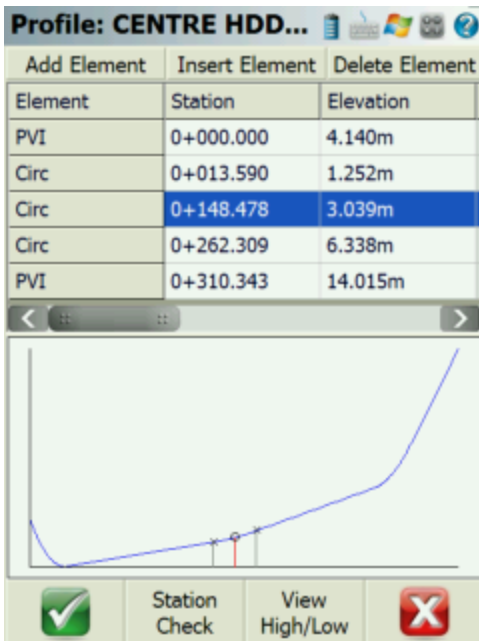 Profile: CENTRE HDD...
Add Element Insert Element Delete Element
Element Station Elevation
PVI 0+000.000 4.140m
Circ 0+013.590 1.252m
Circ 0+148.478 3.039m
Circ 0+262.309 6.338m
PVI 0+310.343 14.015m
Station Check View High/Low